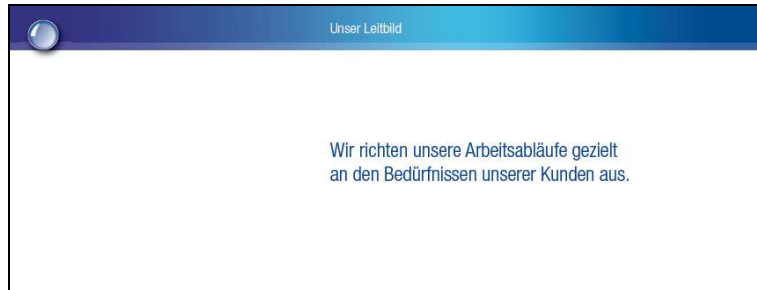 Unser Leitbild
Wir richten unsere Arbeitsabläufe gezielt
an den Bedürfnissen unserer Kunden aus.